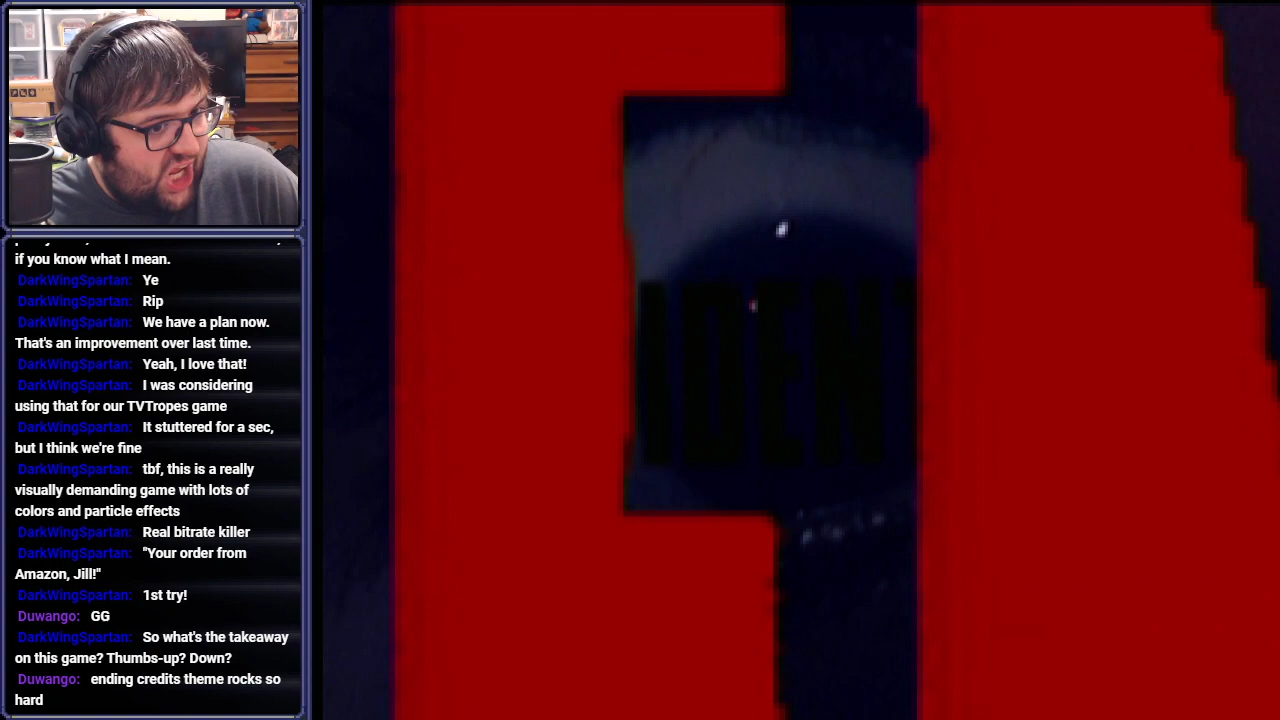 if you know what I mean.
DarkWingSpartan: Ye
DarkWingSpartan: Rip
DarkWingSpartan: We have a plan now.
That's an improvement over last time.
DarkWingSpartan: Yeah, I love that!
DarkWingSpartan: I was considering
using that for our TVTropes game
DarkWingSpartan: It stuttered for a sec,
but I think we're fine
DarkWingSpartan: tbf, this is a really
visually demanding game with lots of
colors and particle effects
DarkWingSpartan: Real bitrate killer
DarkWingSpartan: "Your order from
Amazon, Jill!"
DarkWingSpartan: 1st try!
Duwango: GG
DarkWingSpartan: So what's the takeaway
on this game? Thumbs-up? Down?
Duwango: ending credits theme rocks so
hard
IDENT